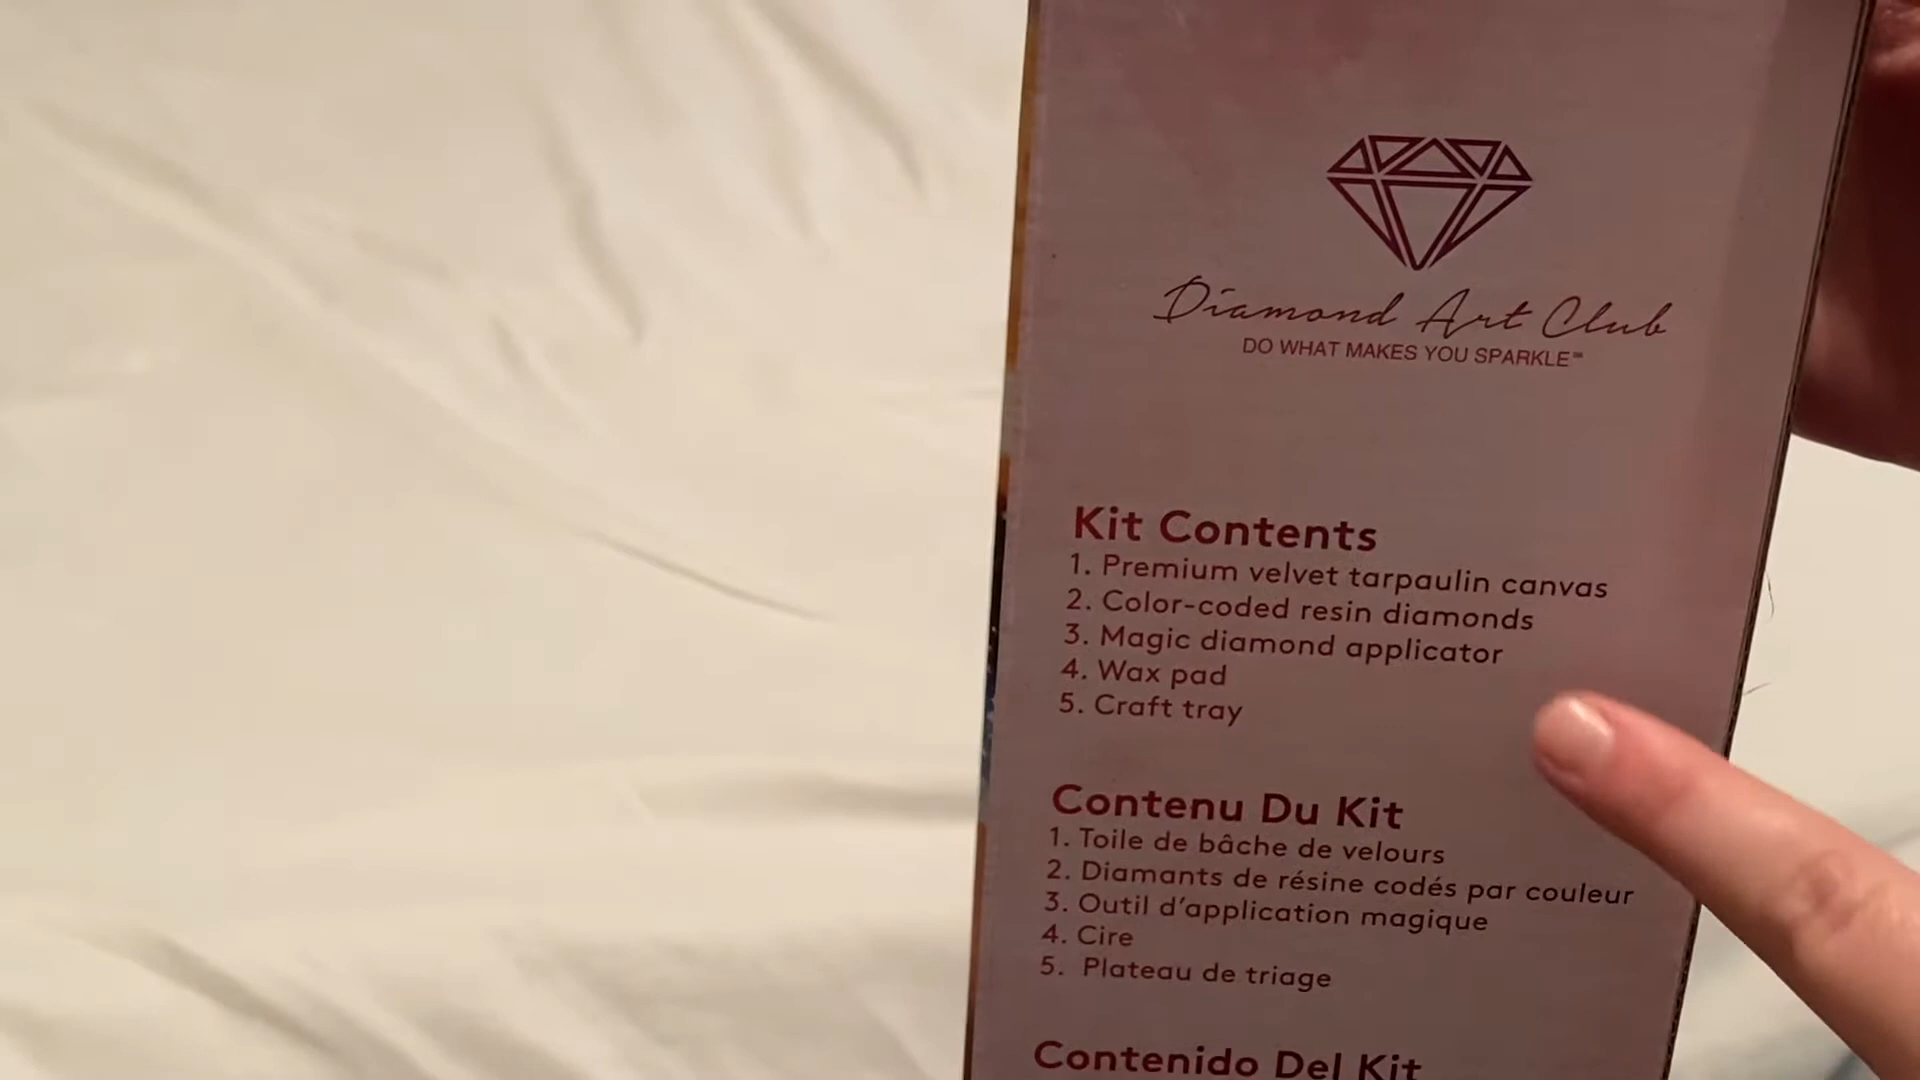 Diamond Art Club
DO WHAT MAKES YOU SPARKLE™
Kit Contents
1. Premium velvet tarpaulin canvas
2. Color-coded resin diamonds
3. Magic diamond applicator
4. Wax pad
5. Craft tray
Contenu Du Kit
1. Toile de bâche de velours
2. Diamants de résine codés par couleur
3. Outil d'application magique
4. Cire
5. Plateau de triage
Contenido Del Kit